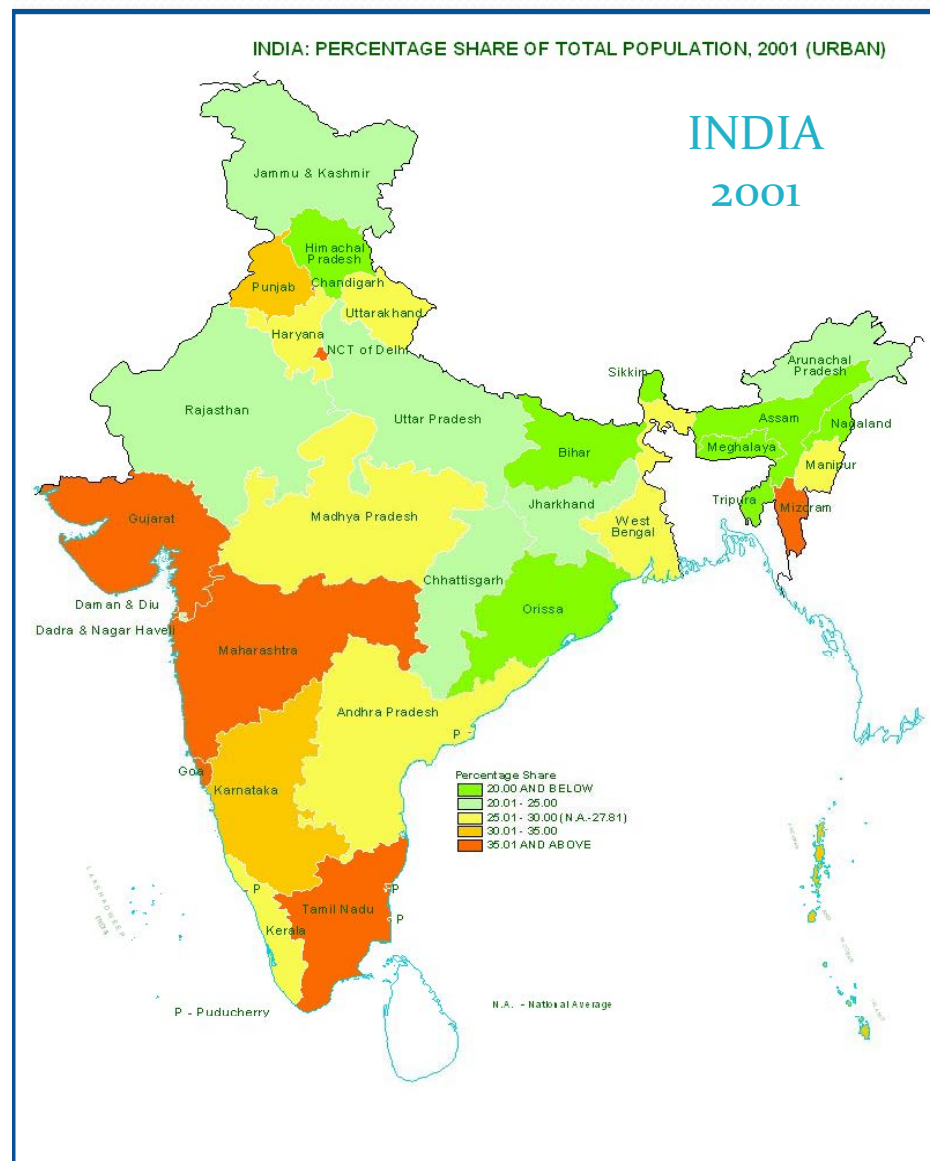 INDIA: PERCENTAGE SHARE OF TOTAL POPULATION, 2001 (URBAN)
INDIA
2001
Jammu & Kashmir
Himachal
Pradesh
Punjab
Chandigarh
Uttarakhand
Haryana
NCT of Delhi
Arunachal
Pradesh
Sikkim
Rajasthan
Uttar Pradesh
Assam
Nagaland
Bihar
Meghalaya
Manipur
Jharkhand
Tripura
Mizoram
Gujarat
Madhya Pradesh
West
Bengal
Chhattisgarh
Daman & Diu
Orissa
Dadra & Nagar Haveli
Maharashtra
Andhra Pradesh
P
Goa
Karnataka
Percentage Share
20.00 AND BELOW
20.01 - 25.00
25.01 - 30.00 (N.A.-27.81)
30.01 - 35.00
35.01 AND ABOVE
P
P
Tamil Nadu
P
Kerala
LAKSHADWEEP
INDIA
P - Puducherry
N.A. - National Average